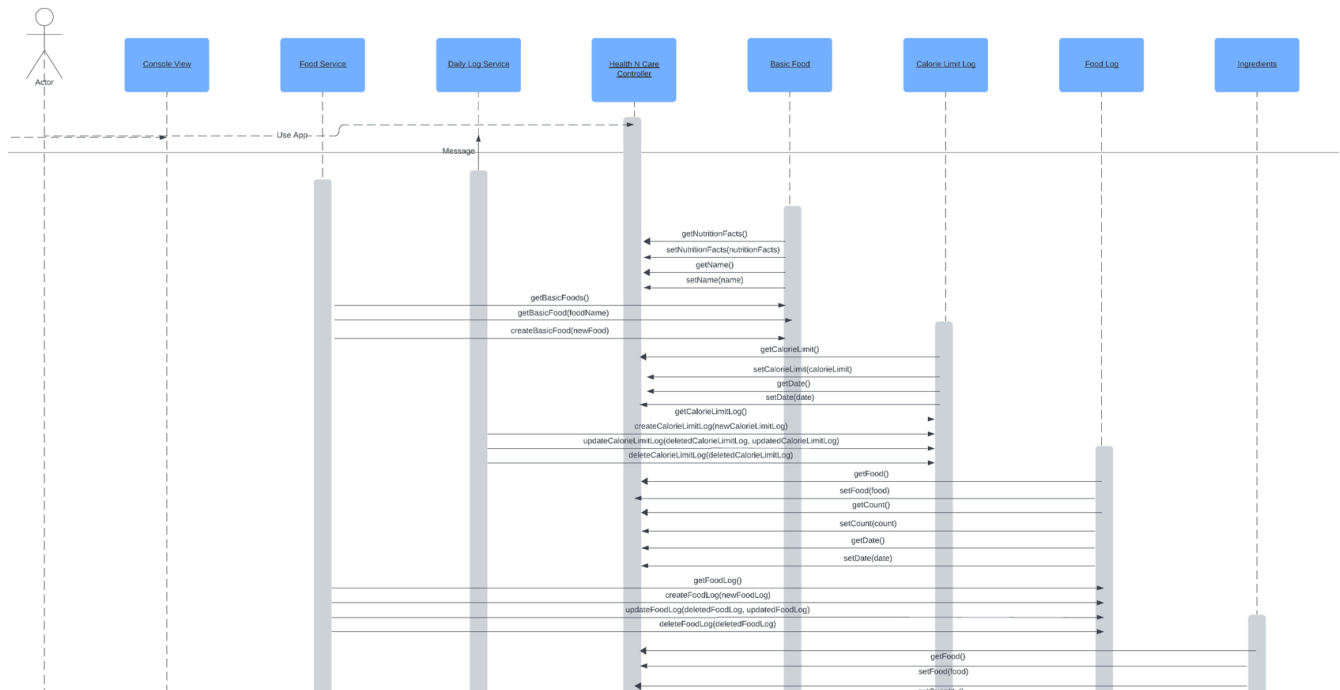 Actor
Console View
Food Service
Daily Log Service
Health N Care
Controller
Basic Food
Calorie Limit Log
Food Log
Ingredients
Use App
Message
getNutritionFacts()
setNutritionFacts(nutritionFacts)
getName()
setName(name)
getBasicFoods()
getBasicFood(foodName)
createBasicFood(newFood)
getCalorieLimit()
setCalorieLimit(calorieLimit)
getDate()
setDate(date)
getCalorieLimitLog()
createCalorieLimitLog(newCalorieLimitLog)
updateCalorieLimitLog(deletedCalorieLimitLog, updatedCalorieLimitLog)
deleteCalorieLimitLog(deletedCalorieLimitLog)
getFood()
setFood(food)
getCount()
setCount(count)
getDate()
setDate(date)
getFoodLog()
createFoodLog(newFoodLog)
updateFoodLog(deletedFoodLog, updatedFoodLog)
deleteFoodLog(deletedFoodLog)
getFood()
setFood(food)